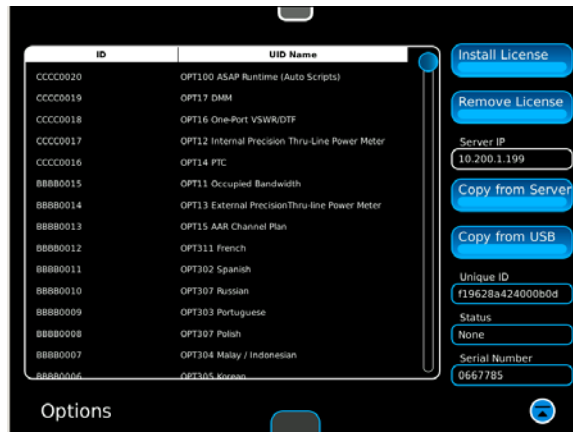 ID UID Name
CCCC0020 OPT100 ASAP Runtime (Auto Scripts)
CCCC0019 OPT17 DMM
CCCC0018 OPT16 One-Port VSWR/DTF
CCCC0017 OPT12 Internal Precision Thru-Line Power Meter
CCCC0016 OPT14 PTC
BBBB0015 OPT11 Occupied Bandwidth
BBBB0014 OPT13 External PrecisionThru-line Power Meter
BBBB0013 OPT15 AAR Channel Plan
BBBB0012 OPT311 French
BBBB0011 OPT302 Spanish
BBBB0010 OPT307 Russian
BBBB0009 OPT303 Portuguese
BBBB0008 OPT307 Polish
BBBB0007 OPT304 Malay / Indonesian
BBBB0006 OPT305 Korean
Install License
Remove License
Server IP
10.200.1.199
Copy from Server
Copy from USB
Unique ID
f19628a424000b0d
Status
None
Serial Number
0667785
Options